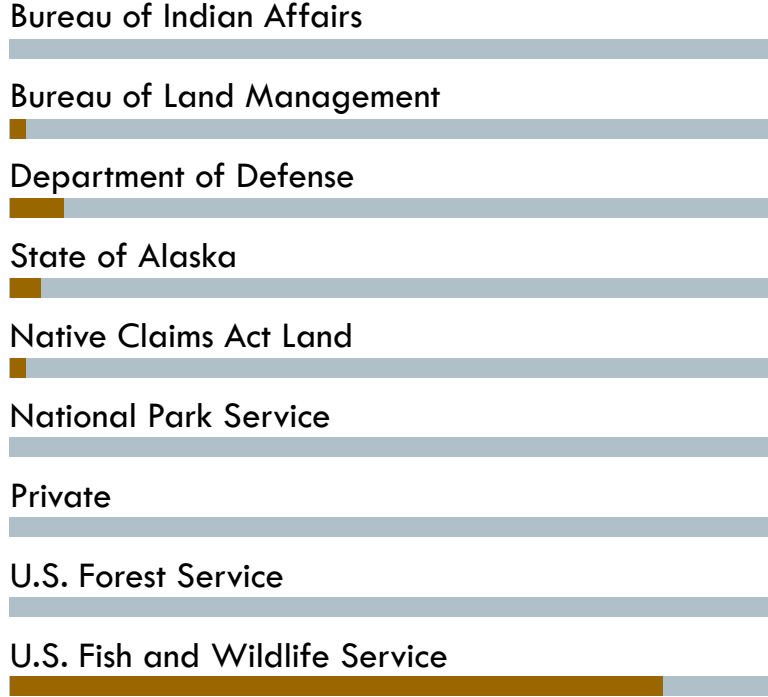 Bureau of Indian Affairs
Bureau of Land Management
Department of Defense
State of Alaska
Native Claims Act Land
National Park Service
Private
U.S. Forest Service
U.S. Fish and Wildlife Service